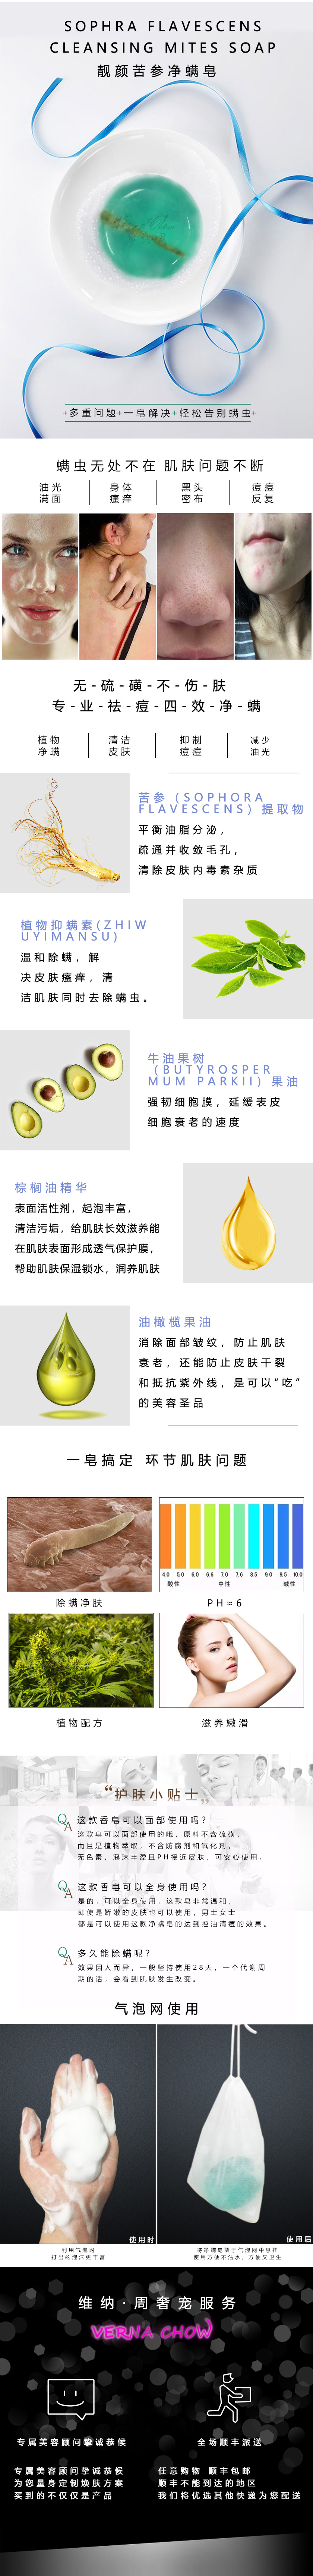 SOPHRA FLAVESCENS
CLEANSING MITES SOAP
靓颜苦参净螨皂
+多重问题+一皂解决+轻松告别螨虫+
螨虫无处不在 肌肤问题不断
油光
满面
身体
瘙痒
黑头
密布
痘痘
反复
无-硫-磺-不-伤-肤
专-业-祛-痘-四-效-净-螨
植物
净螨
清洁
皮肤
抑制
痘痘
减少
油光
苦参（SOPHORA
FLAVESCENS）提取物
平衡油脂分泌，
疏通并收敛毛孔，
清除皮肤内毒素杂质
植物抑螨素(ZHIW
UYIMANSU)
温和除螨，解
决皮肤瘙痒，清
洁肌肤同时去除螨虫。
牛油果树
（BUTYROSPER
MUM PARKII）果油
强韧细胞膜，延缓表皮
细胞衰老的速度
棕榈油精华
表面活性剂，起泡丰富，
清洁污垢，给肌肤长效滋养能
在肌肤表面形成透气保护膜，
帮助肌肤保湿锁水，润养肌肤
油橄榄果油
消除面部皱纹，防止肌肤
衰老，还能防止皮肤干裂
和抵抗紫外线，是可以“吃”
的美容圣品
一皂搞定 环节肌肤问题
4.0 5.0 6.0 6.6 7.0 7.6 8.5 9.0 9.5 10.0
酸性 中性 碱性
除螨净肤
PH≈6
植物配方
滋养嫩滑
“护肤小贴士”
QA 这款香皂可以面部使用吗？
这款皂可以面部使用的哦，原料不含硫磺，
而且是植物萃取，不含防腐剂和氧化剂，
无色素，泡沫丰盈且PH接近皮肤，可安心使用。
QA 这款香皂可以全身使用吗？
是的，可以全身使用，这款皂非常温和，
即使是娇嫩的皮肤也可以使用，男士女士
都是可以使用这款净螨皂的达到控油清痘的效果。
QA 多久能除螨呢？
效果因人而异，一般坚持使用28天，一个代谢周
期的话，会看到肌肤发生改变。
气泡网使用
使用时
使用后
利用气泡网
打出的泡沫更丰富
将净螨皂放于气泡网中悬挂
使用方便不沾水，方便又卫生
维纳·周奢宠服务
VERNA CHOW
专属美容顾问挚诚恭候
全场顺丰派送
专属美容顾问挚诚恭候
为您量身定制焕肤方案
买到的不仅仅是产品
任意购物 顺丰包邮
顺丰不能到达的地区
我们将优选其他快递为您配送